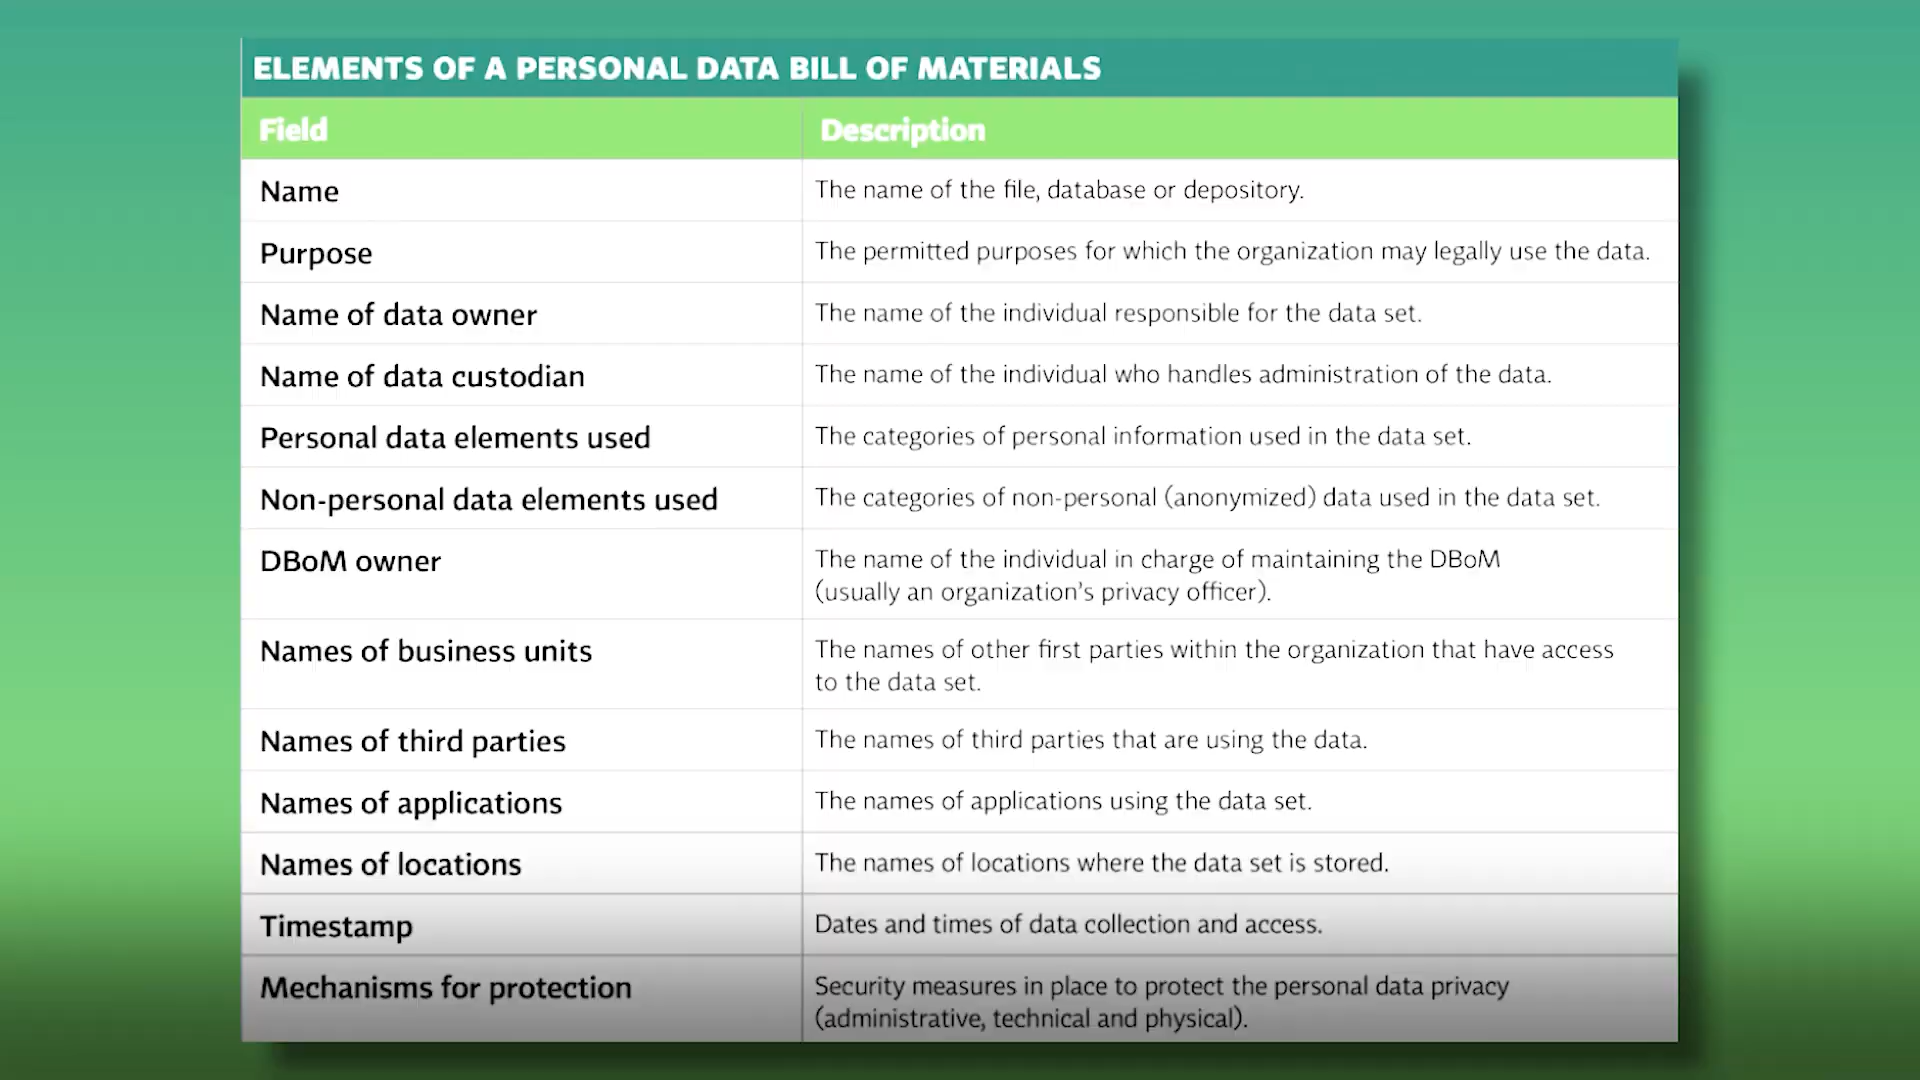 ELEMENTS OF A PERSONAL DATA BILL OF MATERIALS
Field Description
Name The name of the file, database or depository.
Purpose The permitted purposes for which the organization may legally use the data.
Name of data owner The name of the individual responsible for the data set.
Name of data custodian The name of the individual who handles administration of the data.
Personal data elements used The categories of personal information used in the data set.
Non-personal data elements used The categories of non-personal (anonymized) data used in the data set.
DBoM owner The name of the individual in charge of maintaining the DBoM
(usually an organization's privacy officer).
Names of business units The names of other first parties within the organization that have access
to the data set.
Names of third parties The names of third parties that are using the data.
Names of applications The names of applications using the data set.
Names of locations The names of locations where the data set is stored.
Timestamp Dates and times of data collection and access.
Mechanisms for protection Security measures in place to protect the personal data privacy
(administrative, technical and physical).